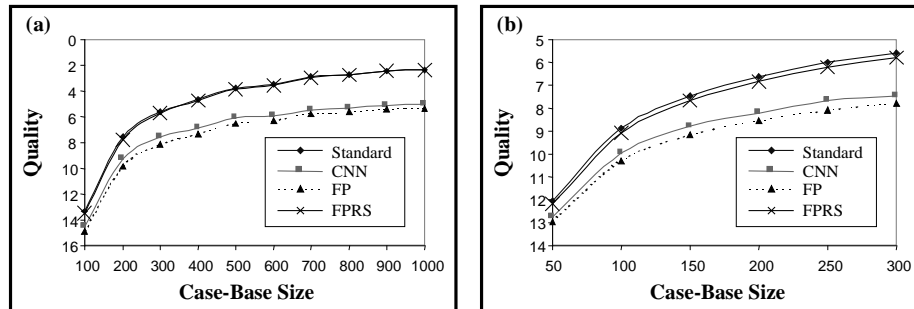 (a)
Quality
0
2
4
6
8
10
12
14
16
100 200 300 400 500 600 700 800 900 1000
Case-Base Size
Standard
CNN
FP
FPRS
(b)
Quality
5
6
7
8
9
10
11
12
13
14
50 100 150 200 250 300
Case-Base Size
Standard
CNN
FP
FPRS